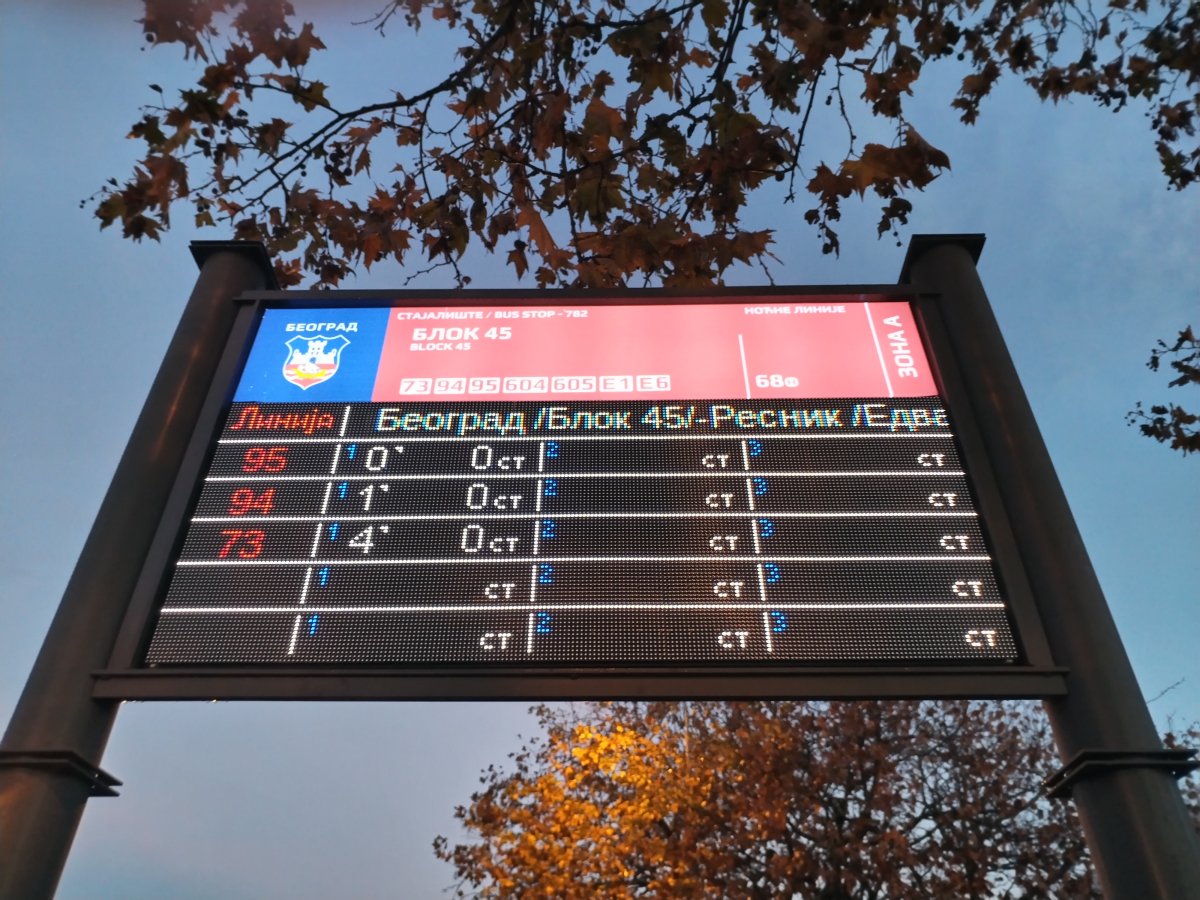 БЕОГРАД
СТАЈАЛИШТЕ / BUS STOP - 782
НОЋНЕ ЛИНИЈЕ
ЗОНА А
БЛОК 45
BLOCK 45
73 94 95 604 605 E1 E6
68Ф
Линија Београд /Блок 45/-Ресник /Едва
95 1 0' 0ст 2 ст 3 ст
94 1 1' 0ст 2 ст 3 ст
73 1 4' 0ст 2 ст 3 ст
1 ст 2 ст 3 ст
1 ст 2 ст 3 ст